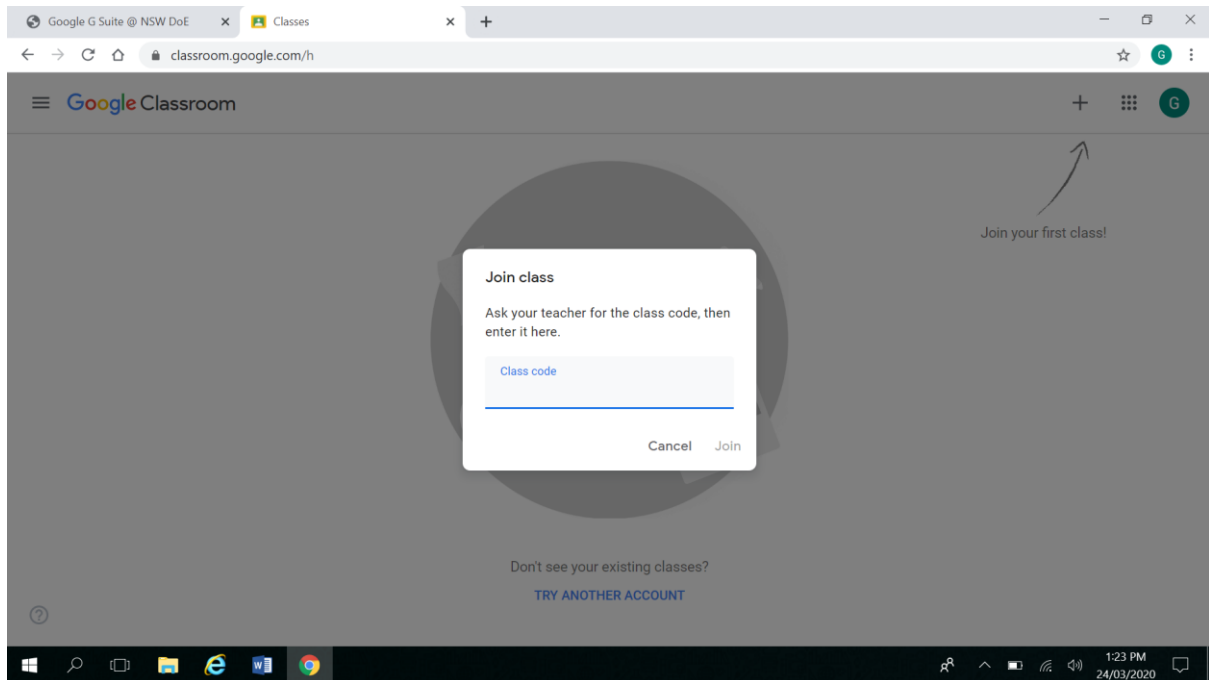 Google G Suite @ NSW DoE
Classes
classroom.google.com/h
G
Google Classroom
G
Join your first class!
Join class
Ask your teacher for the class code, then
enter it here.
Class code
Cancel Join
Don't see your existing classes?
TRY ANOTHER ACCOUNT
1:23 PM
24/03/2020